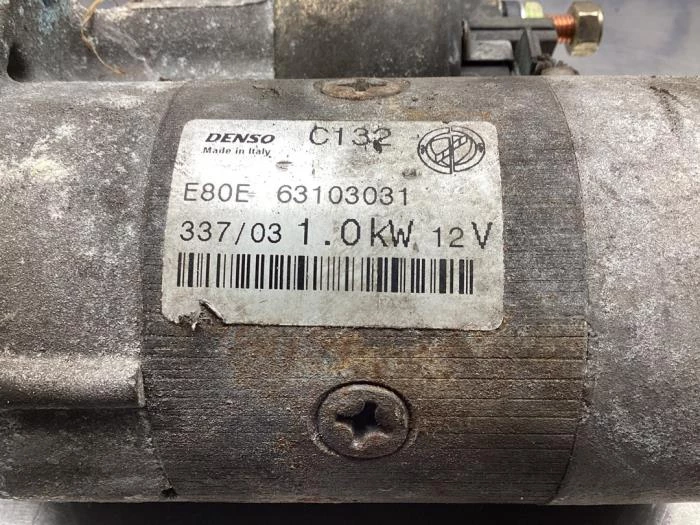 DENSO C132
Made in Italy
E80E 63103031
337/03 1.0kW 12V